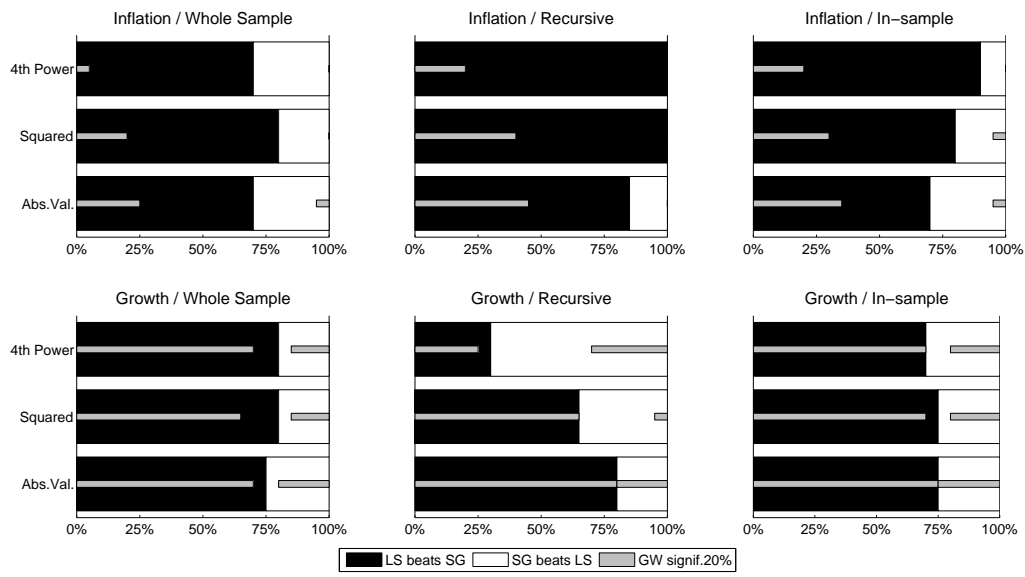 Inflation / Whole Sample
Inflation / Recursive
Inflation / In−sample
4th Power
Squared
Abs.Val.
0% 25% 50% 75% 100%
0% 25% 50% 75% 100%
0% 25% 50% 75% 100%
Growth / Whole Sample
Growth / Recursive
Growth / In−sample
4th Power
Squared
Abs.Val.
0% 25% 50% 75% 100%
0% 25% 50% 75% 100%
0% 25% 50% 75% 100%
LS beats SG
SG beats LS
GW signif.20%